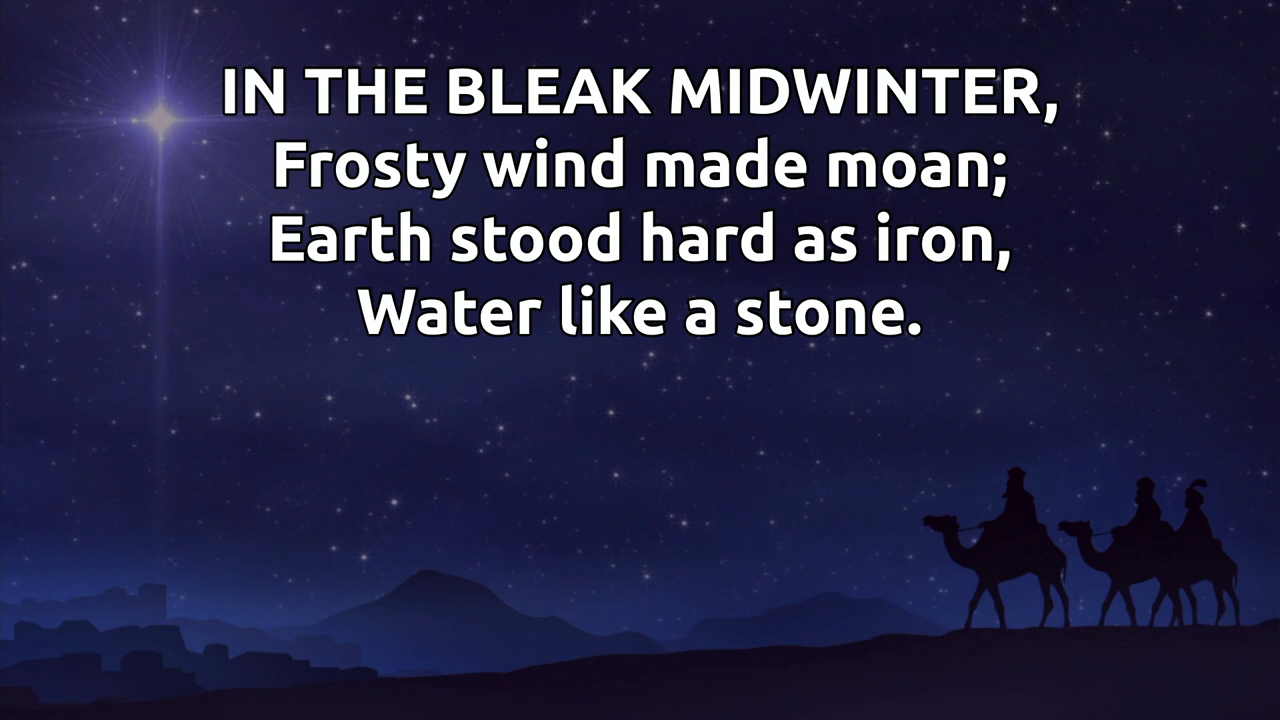 IN THE BLEAK MIDWINTER,
Frosty wind made moan;
Earth stood hard as iron,
Water like a stone.